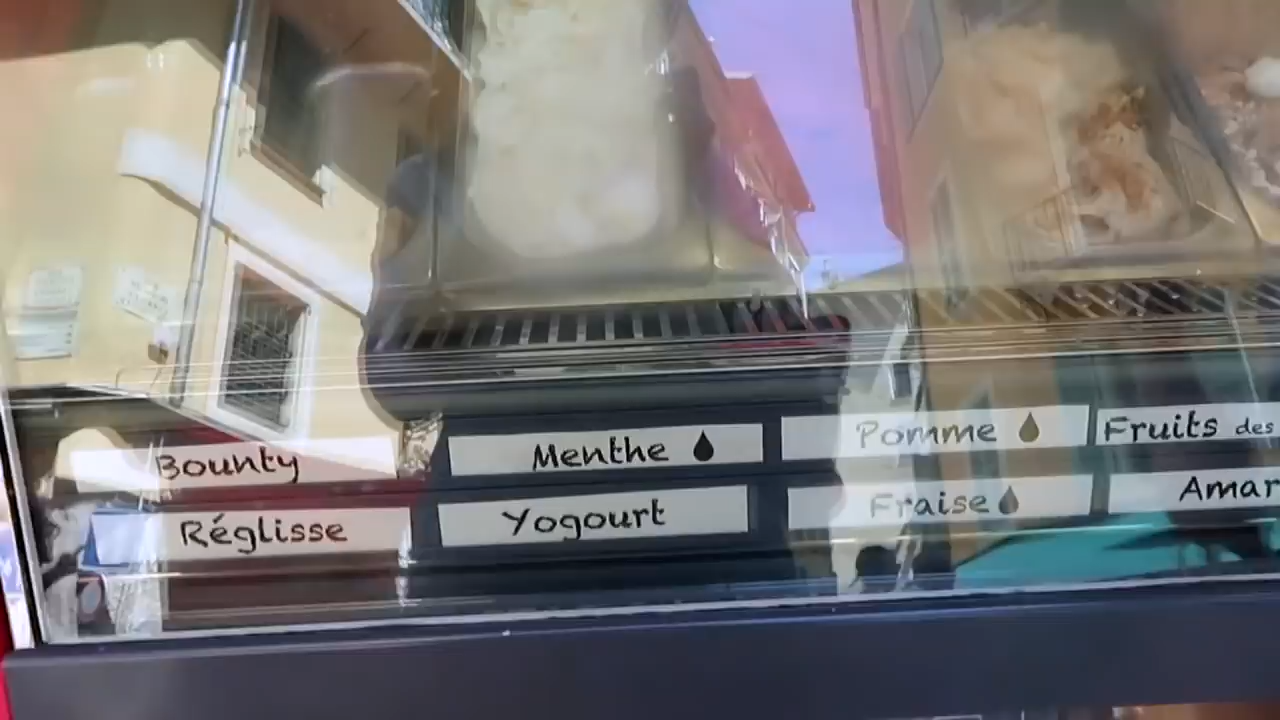 Bounty
Menthe
Pomme
Fruits des
Réglisse
Yogourt
Fraise
Amar